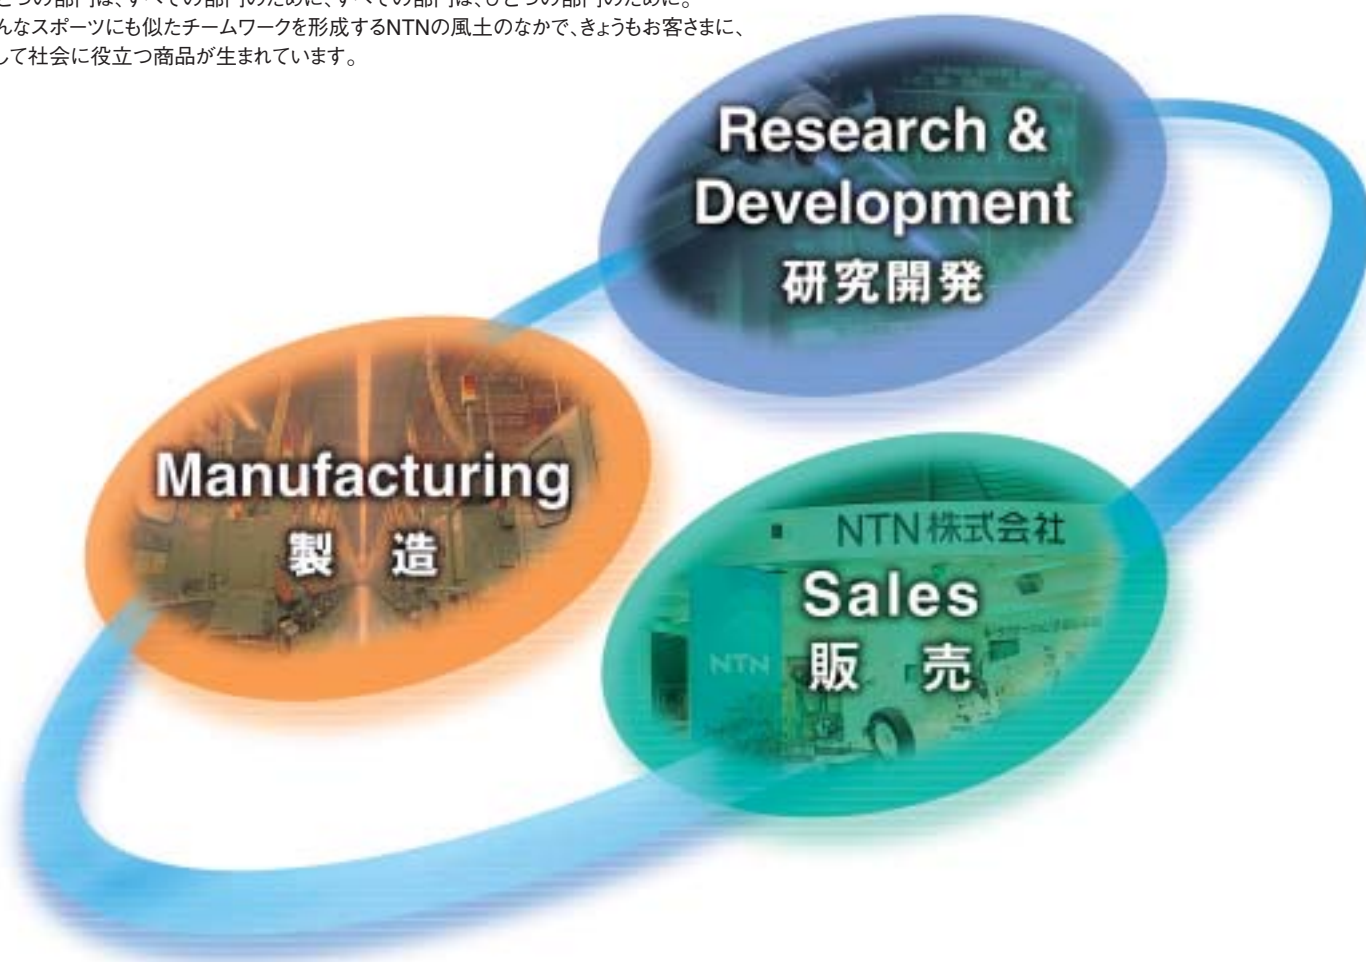 とつの部門は、すべての部門のために、すべての部門は、ひとつの部門のために。
んなスポーツにも似たチームワークを形成するNTNの風土のなかで、きょうもお客さまに、
して社会に役立つ商品が生まれています。
Research &
Development
研究開発
Manufacturing
製 造
NTN株式会社
Sales
販 売
NTN